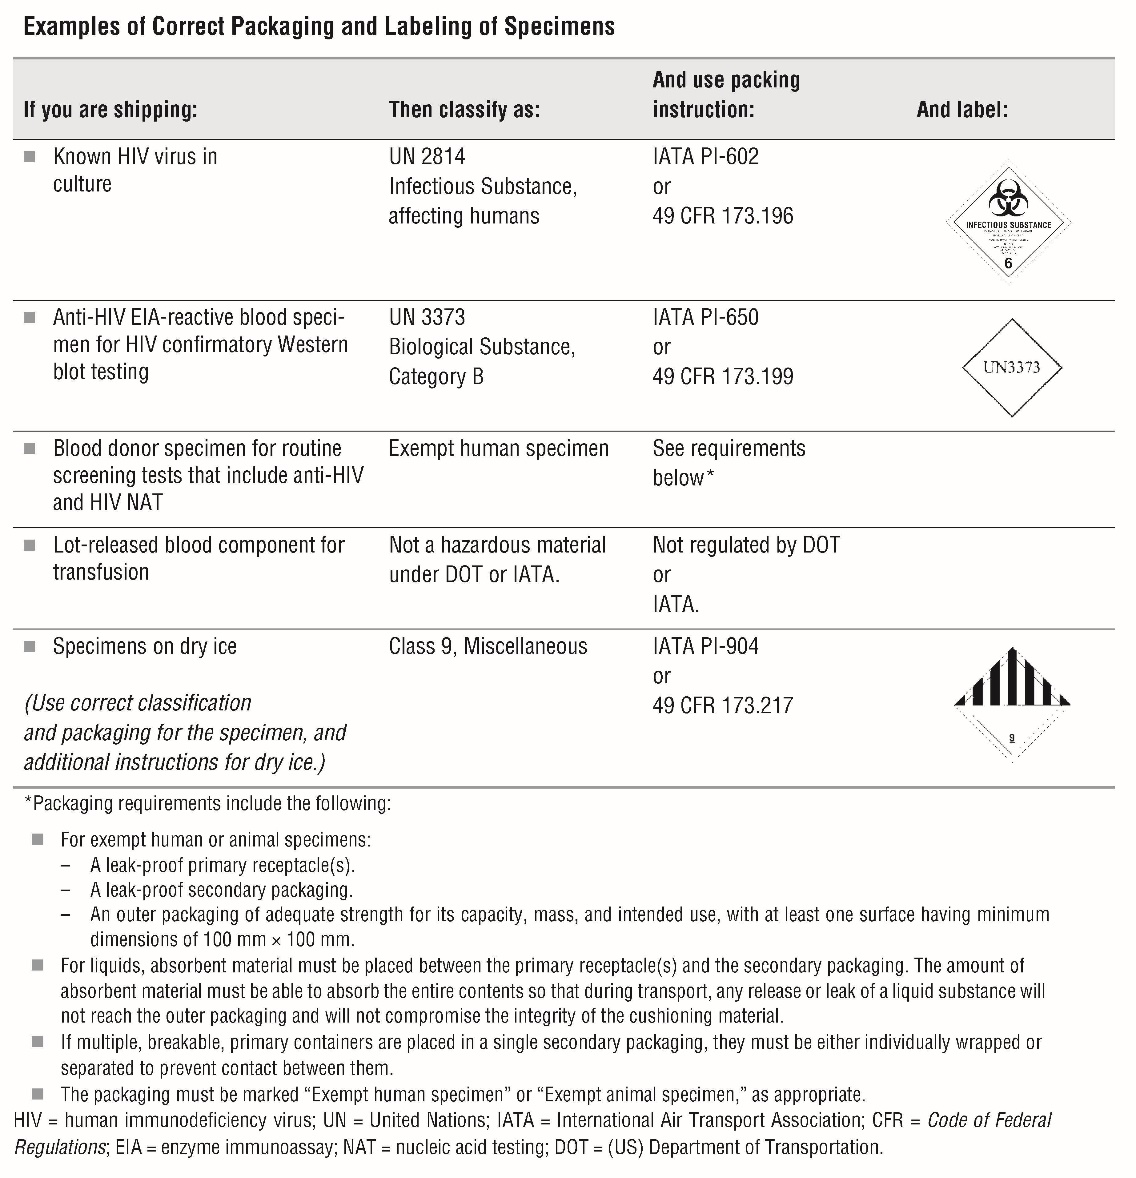 Examples of Correct Packaging and Labeling of Specimens
If you are shipping:
Then classify as:
And use packing
instruction:
And label:
■ Known HIV virus in
culture
UN 2814
Infectious Substance,
affecting humans
IATA PI-602
or
49 CFR 173.196
INFECTIOUS SUBSTANCE
6
■ Anti-HIV EIA-reactive blood speci-
men for HIV confirmatory Western
blot testing
UN 3373
Biological Substance,
Category B
IATA PI-650
or
49 CFR 173.199
UN3373
■ Blood donor specimen for routine
screening tests that include anti-HIV
and HIV NAT
Exempt human specimen
See requirements
below*
■ Lot-released blood component for
transfusion
Not a hazardous material
under DOT or IATA.
Not regulated by DOT
or
IATA.
■ Specimens on dry ice
(Use correct classification
and packaging for the specimen, and
additional instructions for dry ice.)
Class 9, Miscellaneous
IATA PI-904
or
49 CFR 173.217
9
*Packaging requirements include the following:
■ For exempt human or animal specimens:
– A leak-proof primary receptacle(s).
– A leak-proof secondary packaging.
– An outer packaging of adequate strength for its capacity, mass, and intended use, with at least one surface having minimum
dimensions of 100 mm × 100 mm.
■ For liquids, absorbent material must be placed between the primary receptacle(s) and the secondary packaging. The amount of
absorbent material must be able to absorb the entire contents so that during transport, any release or leak of a liquid substance will
not reach the outer packaging and will not compromise the integrity of the cushioning material.
■ If multiple, breakable, primary containers are placed in a single secondary packaging, they must be either individually wrapped or
separated to prevent contact between them.
■ The packaging must be marked “Exempt human specimen” or “Exempt animal specimen,” as appropriate.
HIV = human immunodeficiency virus; UN = United Nations; IATA = International Air Transport Association; CFR = Code of Federal
Regulations; EIA = enzyme immunoassay; NAT = nucleic acid testing; DOT = (US) Department of Transportation.